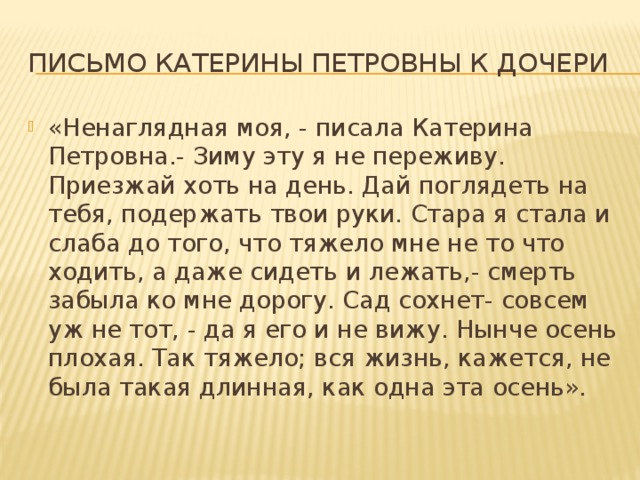 ПИСЬМО КАТЕРИНЫ ПЕТРОВНЫ К ДОЧЕРИ
«Ненаглядная моя, - писала Катерина
Петровна.- Зиму эту я не переживу.
Приезжай хоть на день. Дай поглядеть на
тебя, подержать твои руки. Стара я стала и
слаба до того, что тяжело мне не то что
ходить, а даже сидеть и лежать,- смерть
забыла ко мне дорогу. Сад сохнет- совсем
уж не тот, - да я его и не вижу. Нынче осень
плохая. Так тяжело; вся жизнь, кажется, не
была такая длинная, как одна эта осень».